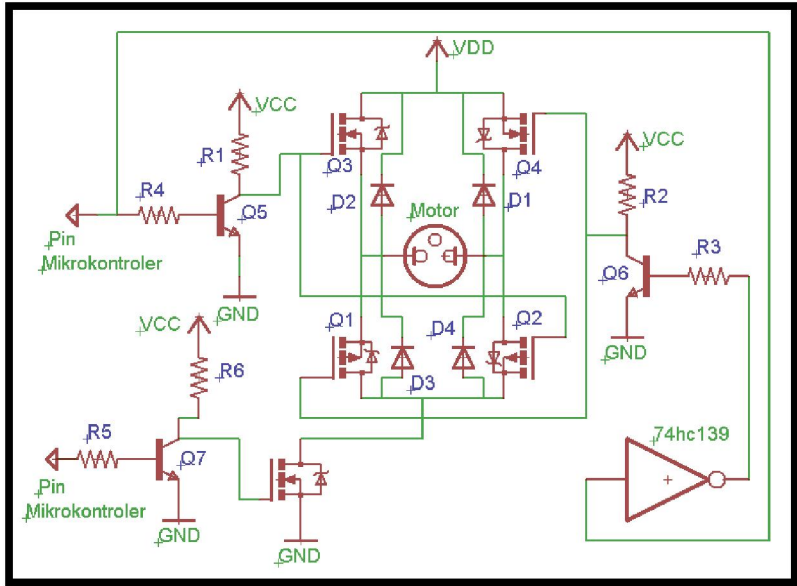 VDD
VCC
R1
Q3
Q4
VCC
R4
Q5
D2
D1
R2
Motor
Pin
Mikrokontroler
R3
Q6
GND
Q1
D4
Q2
VCC
GND
R6
D3
R5
Q7
74hc139
Pin
Mikrokontroler
GND
GND